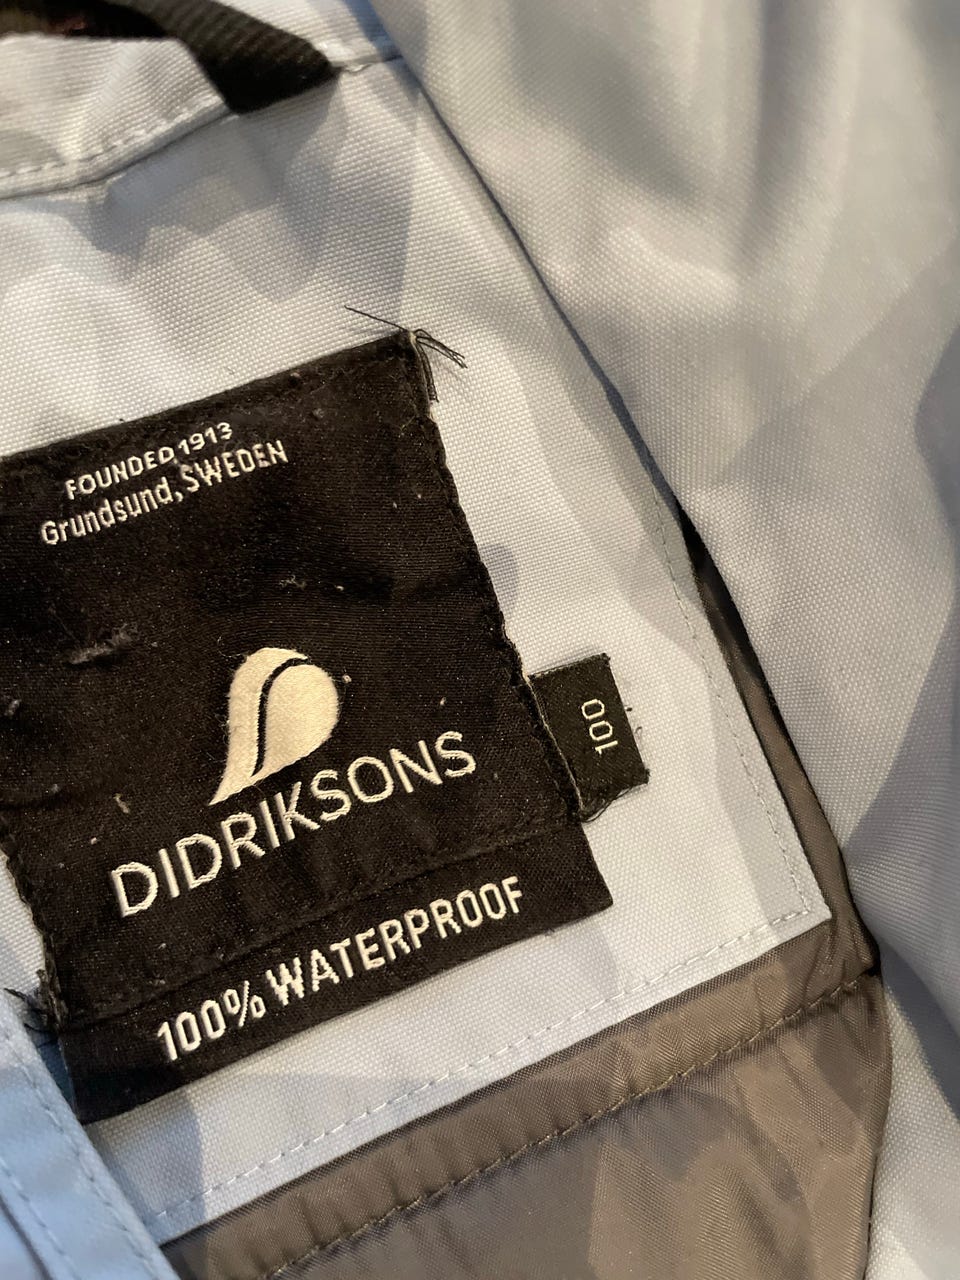 FOUNDED 1913
Grundsund, SWEDEN
DIDRIKSONS
100
100% WATERPROOF